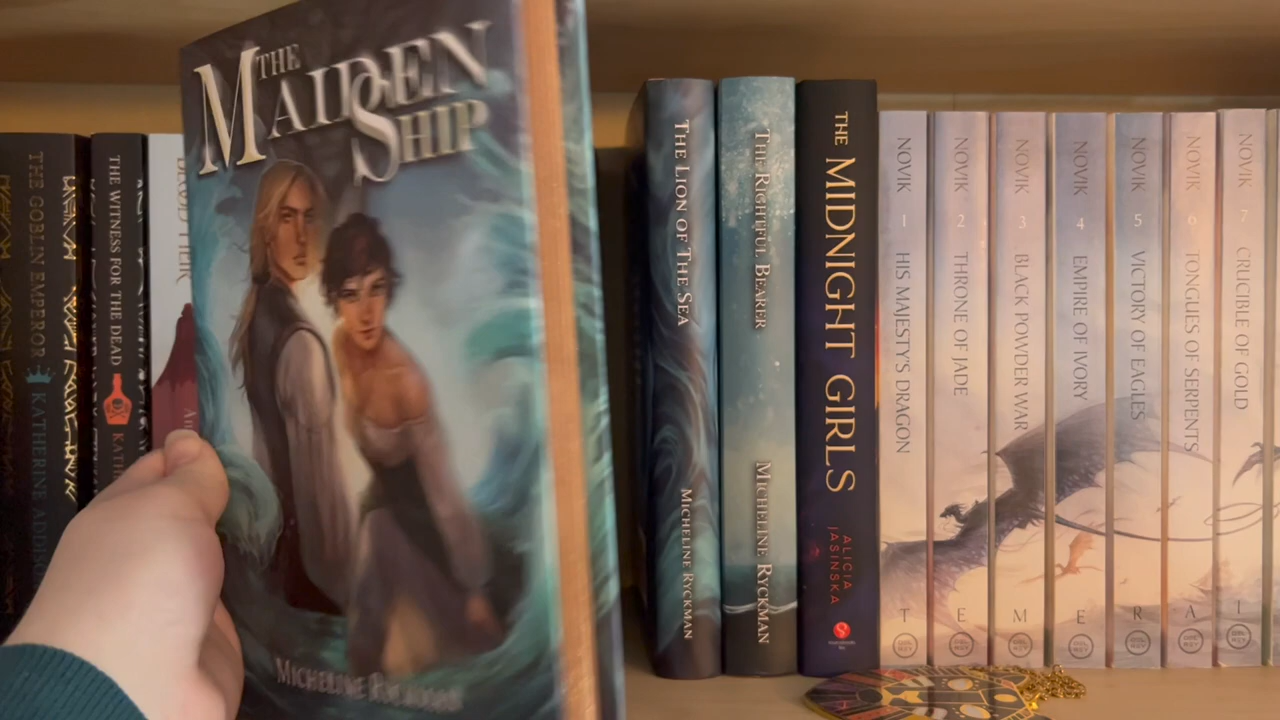 THE GOBLIN EMPEROR
KATHERINE ADDISON
THE WITNESS FOR THE DEAD
KATH
THE
MAIDEN
SHIP
MICHELINE RYCKMAN
THE LION OF THE SEA
MICHELINE RYCKMAN
THE RIGHTFUL BEARER
MICHELINE RYCKMAN
THE MIDNIGHT GIRLS
ALICIA
JASINSKA
NOVIK 1 HIS MAJESTY'S DRAGON
NOVIK 2 THRONE OF JADE
NOVIK 3 BLACK POWDER WAR
NOVIK 4 EMPIRE OF IVORY
NOVIK 5 VICTORY OF EAGLES
NOVIK 6 TONGUES OF SERPENTS
NOVIK 7 CRUCIBLE OF GOLD
T E M E R A I